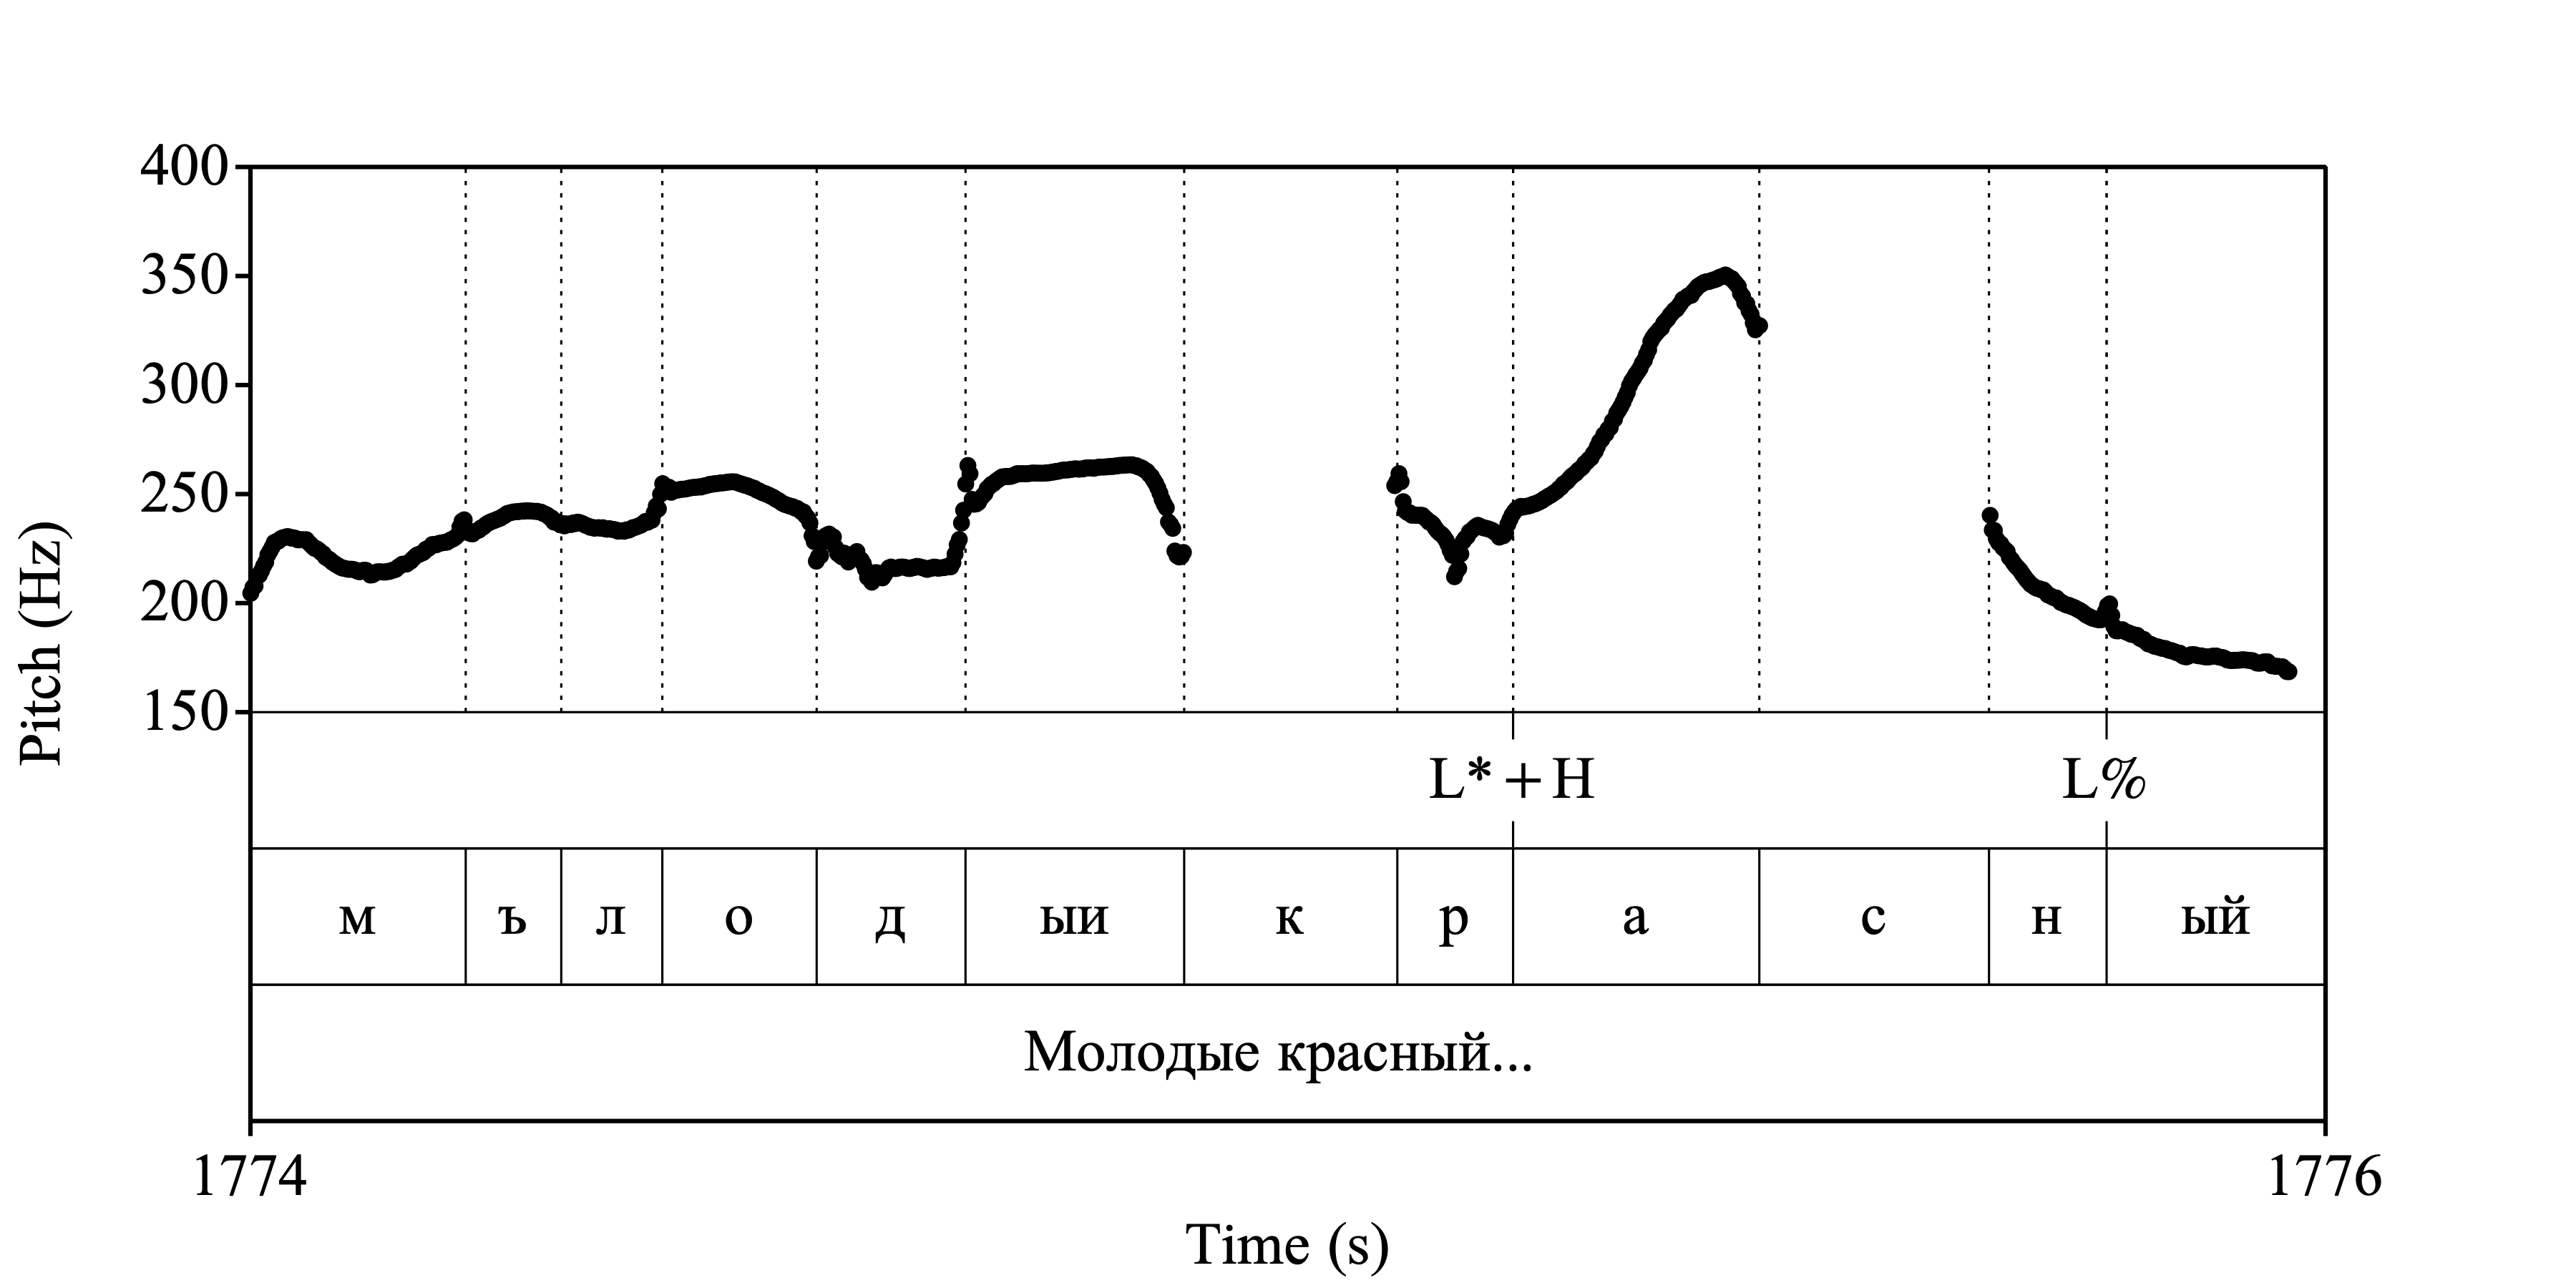 400
350
300
250
200
150
Pitch (Hz)
L*+H L%
м ъ л о д ыи к р а с н ый
Молодые красный...
1774 1776
Time (s)